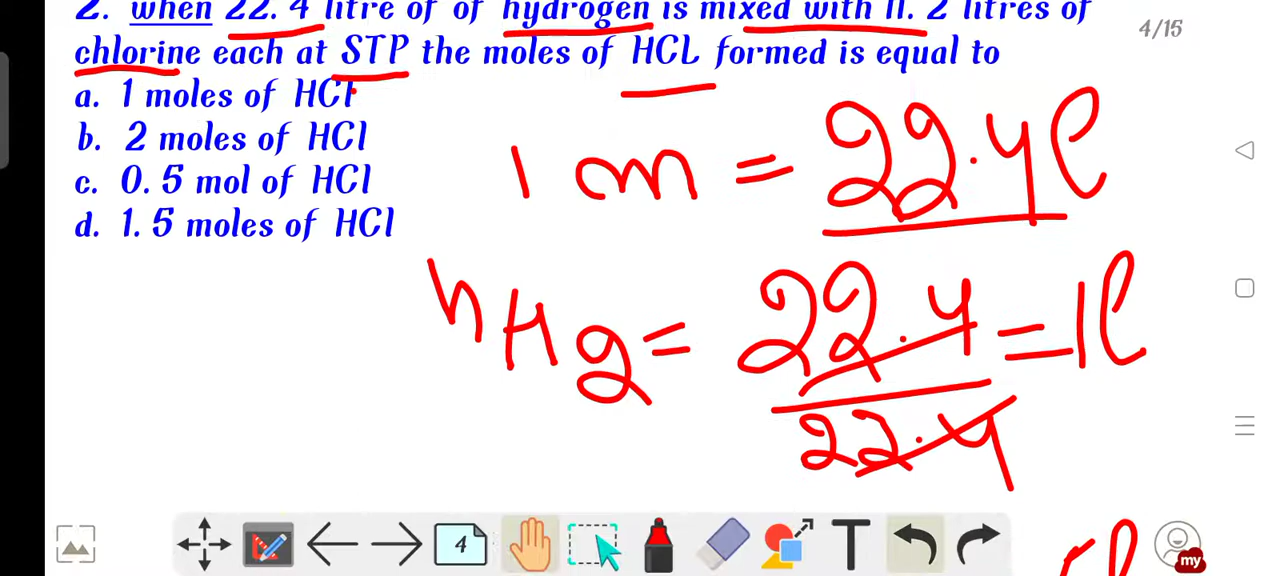 2. when 22. 4 litre of of hydrogen is mixed with 11. 2 litres of
4/15
chlorine each at STP the moles of HCL formed is equal to
a. 1 moles of HCl
b. 2 moles of HCl
c. 0. 5 mol of HCl
d. 1. 5 moles of HCl
1 m = 22.4 l
nH2 = 22.4 = 1l
22.4
4
T
my